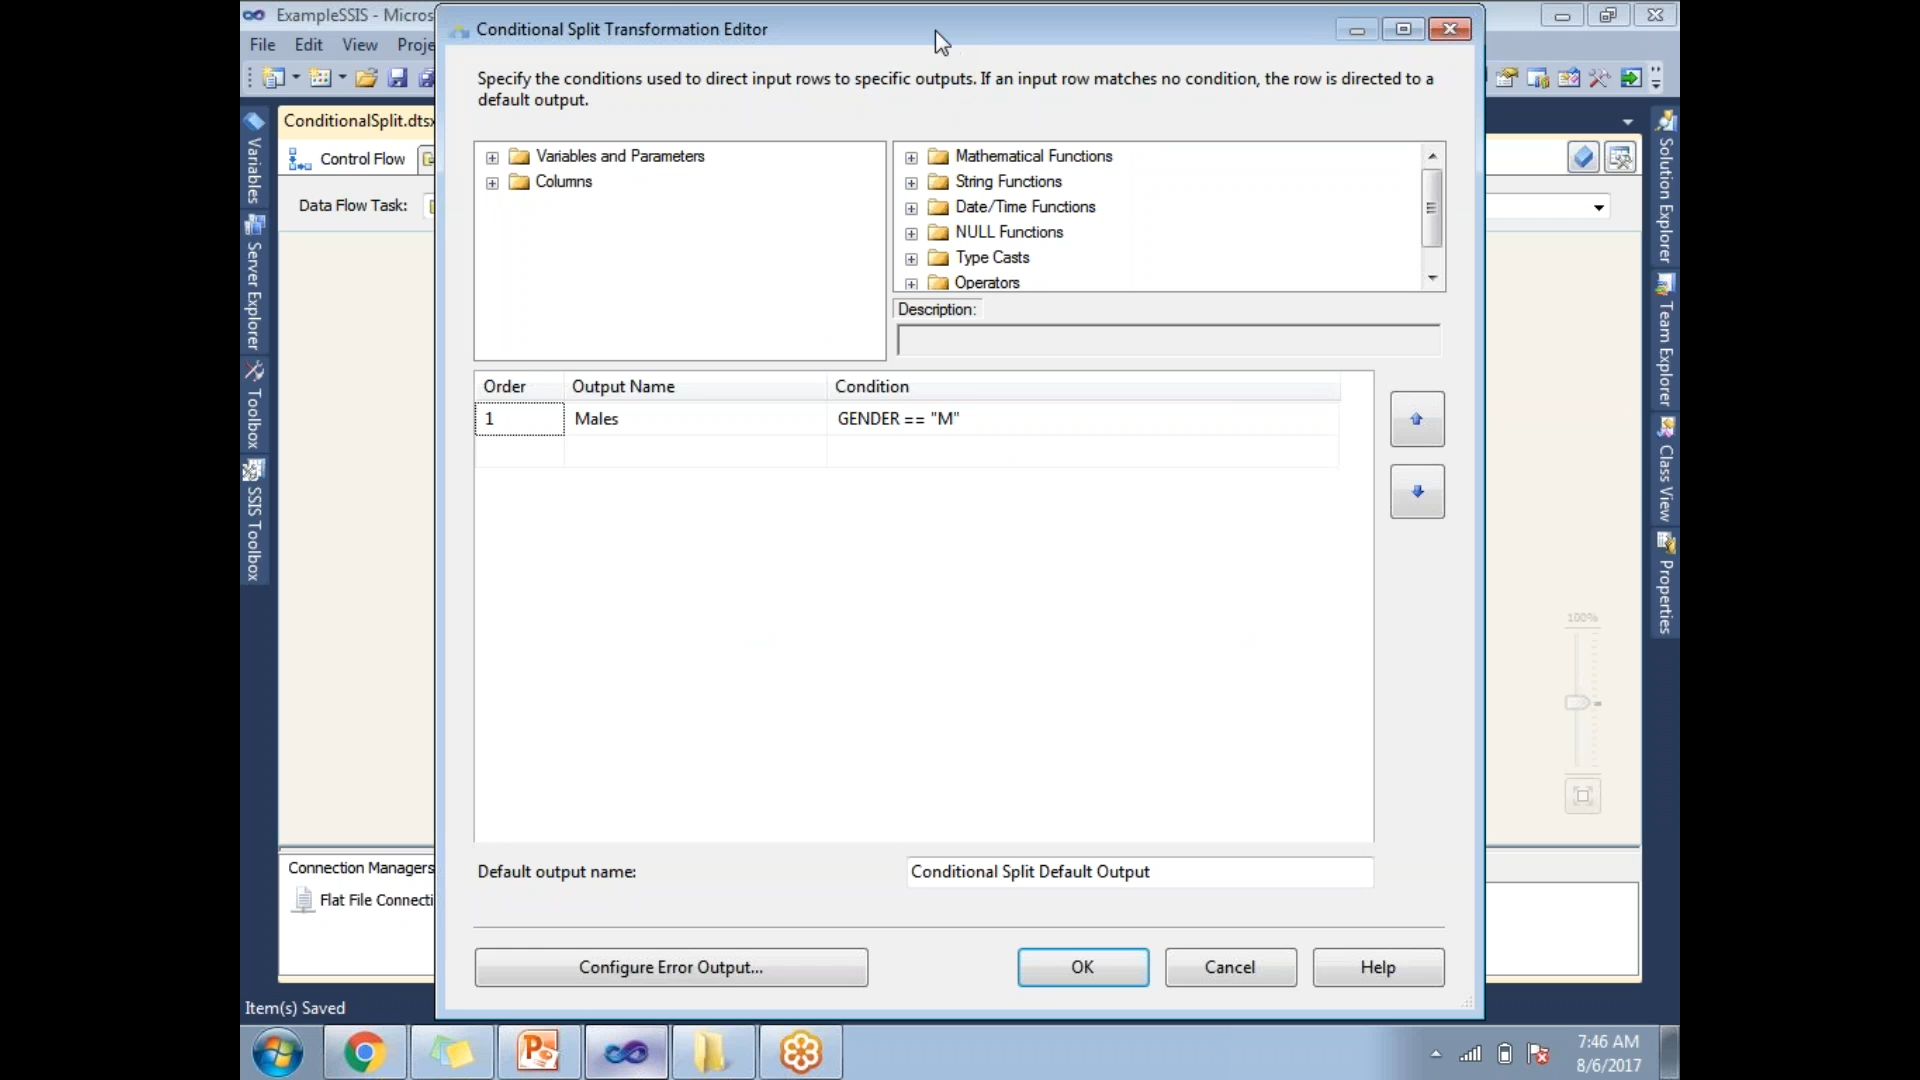 ExampleSSIS - Micros
Conditional Split Transformation Editor
File Edit View Proje
Specify the conditions used to direct input rows to specific outputs. If an input row matches no condition, the row is directed to a
default output.
ConditionalSplit.dtsx
Control Flow
Data Flow Task:
Variables
Server Explorer
Toolbox
SSIS Toolbox
Variables and Parameters
Columns
Mathematical Functions
String Functions
Date/Time Functions
NULL Functions
Type Casts
Operators
Description:
Order Output Name Condition
1 Males GENDER == "M"
Default output name: Conditional Split Default Output
Configure Error Output... OK Cancel Help
Solution Explorer
Team Explorer
Class View
Properties
100%
Connection Managers
Flat File Connecti
Item(s) Saved
7:46 AM
8/6/2017